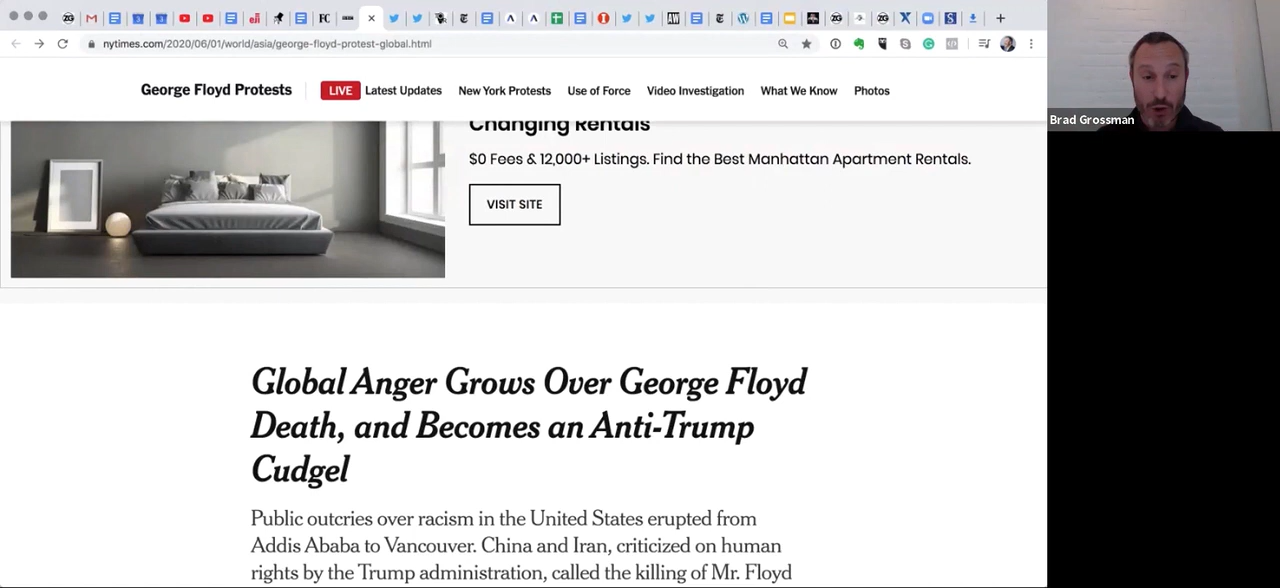 nytimes.com/2020/06/01/world/asia/george-floyd-protest-global.html
George Floyd Protests LIVE Latest Updates New York Protests Use of Force Video Investigation What We Know Photos
Brad Grossman
Changing Rentals
$0 Fees & 12,000+ Listings. Find the Best Manhattan Apartment Rentals.
VISIT SITE
Global Anger Grows Over George Floyd
Death, and Becomes an Anti-Trump
Cudgel
Public outcries over racism in the United States erupted from
Addis Ababa to Vancouver. China and Iran, criticized on human
rights by the Trump administration, called the killing of Mr. Floyd